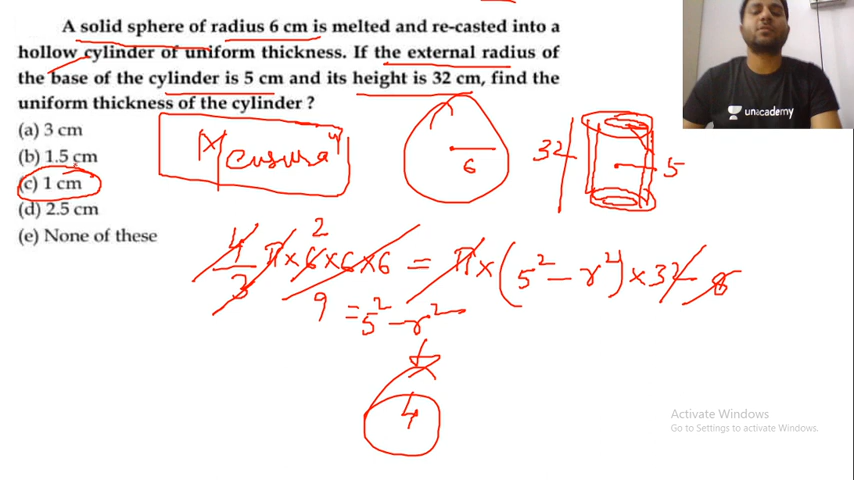 A solid sphere of radius 6 cm is melted and re-casted into a
hollow cylinder of uniform thickness. If the external radius of
the base of the cylinder is 5 cm and its height is 32 cm, find the
uniform thickness of the cylinder ?
(a) 3 cm
(b) 1.5 cm
(c) 1 cm
(d) 2.5 cm
(e) None of these
unacademy
6
32
5
2
4/3 π × 6 × 6 × 6 = π × (5² − r²) × 32 8
9 = 5² − r²
4
Activate Windows
Go to Settings to activate Windows.